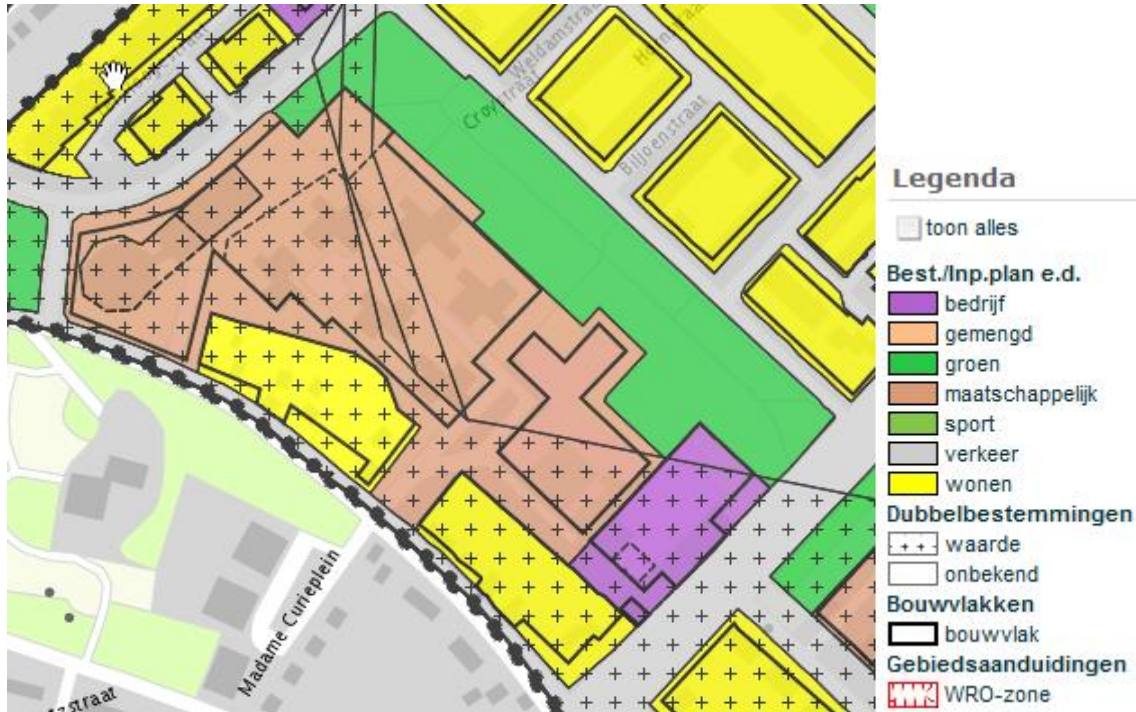 Weldamstraat
Croystraat
Biljoenstraat
Madame Curieplein
Legenda
toon alles
Best./Inp.plan e.d.
bedrijf
gemengd
groen
maatschappelijk
sport
verkeer
wonen
Dubbelbestemmingen
waarde
onbekend
Bouwvlakken
bouwvlak
Gebiedsaanduidingen
WRO-zone